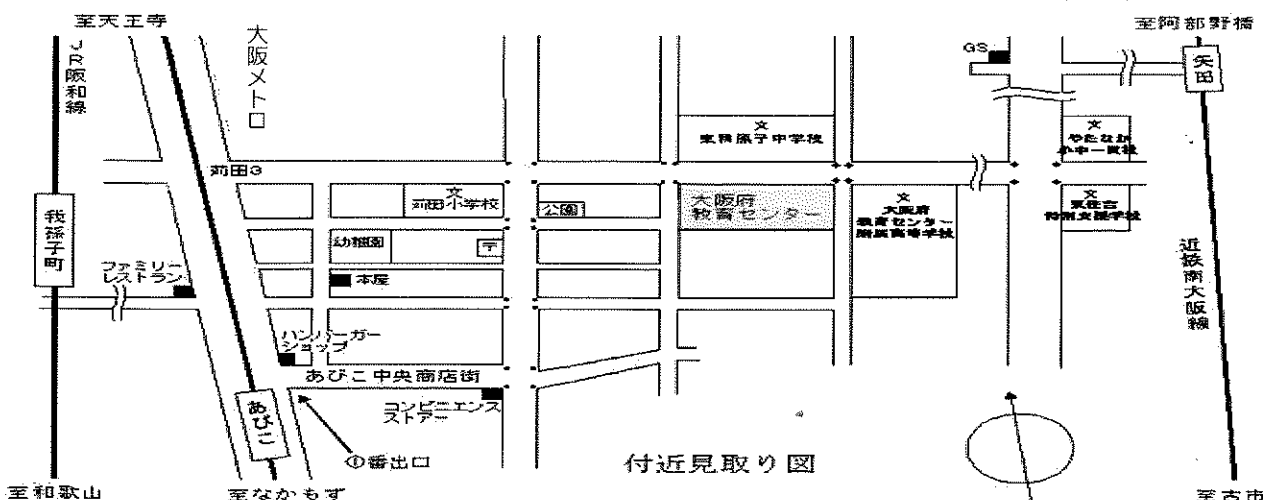 至天王寺
至阿部野橋
JR阪和線
大阪メトロ
GS
矢田
文
東我孫子中学校
文
やたなか
小中一貫校
苅田3
我孫子町
文
苅田小学校
公園
大阪府
教育センター
文
大阪府
教育センター
附属高等学校
文
東住吉
特別支援学校
幼稚園
〒
ファミリー
レストラン
本屋
近鉄南大阪線
ハンバーガー
ショップ
あびこ中央商店街
あびこ
コンビニエンス
ストアー
①番出口
付近見取り図
至和歌山
至なかもず
至古市